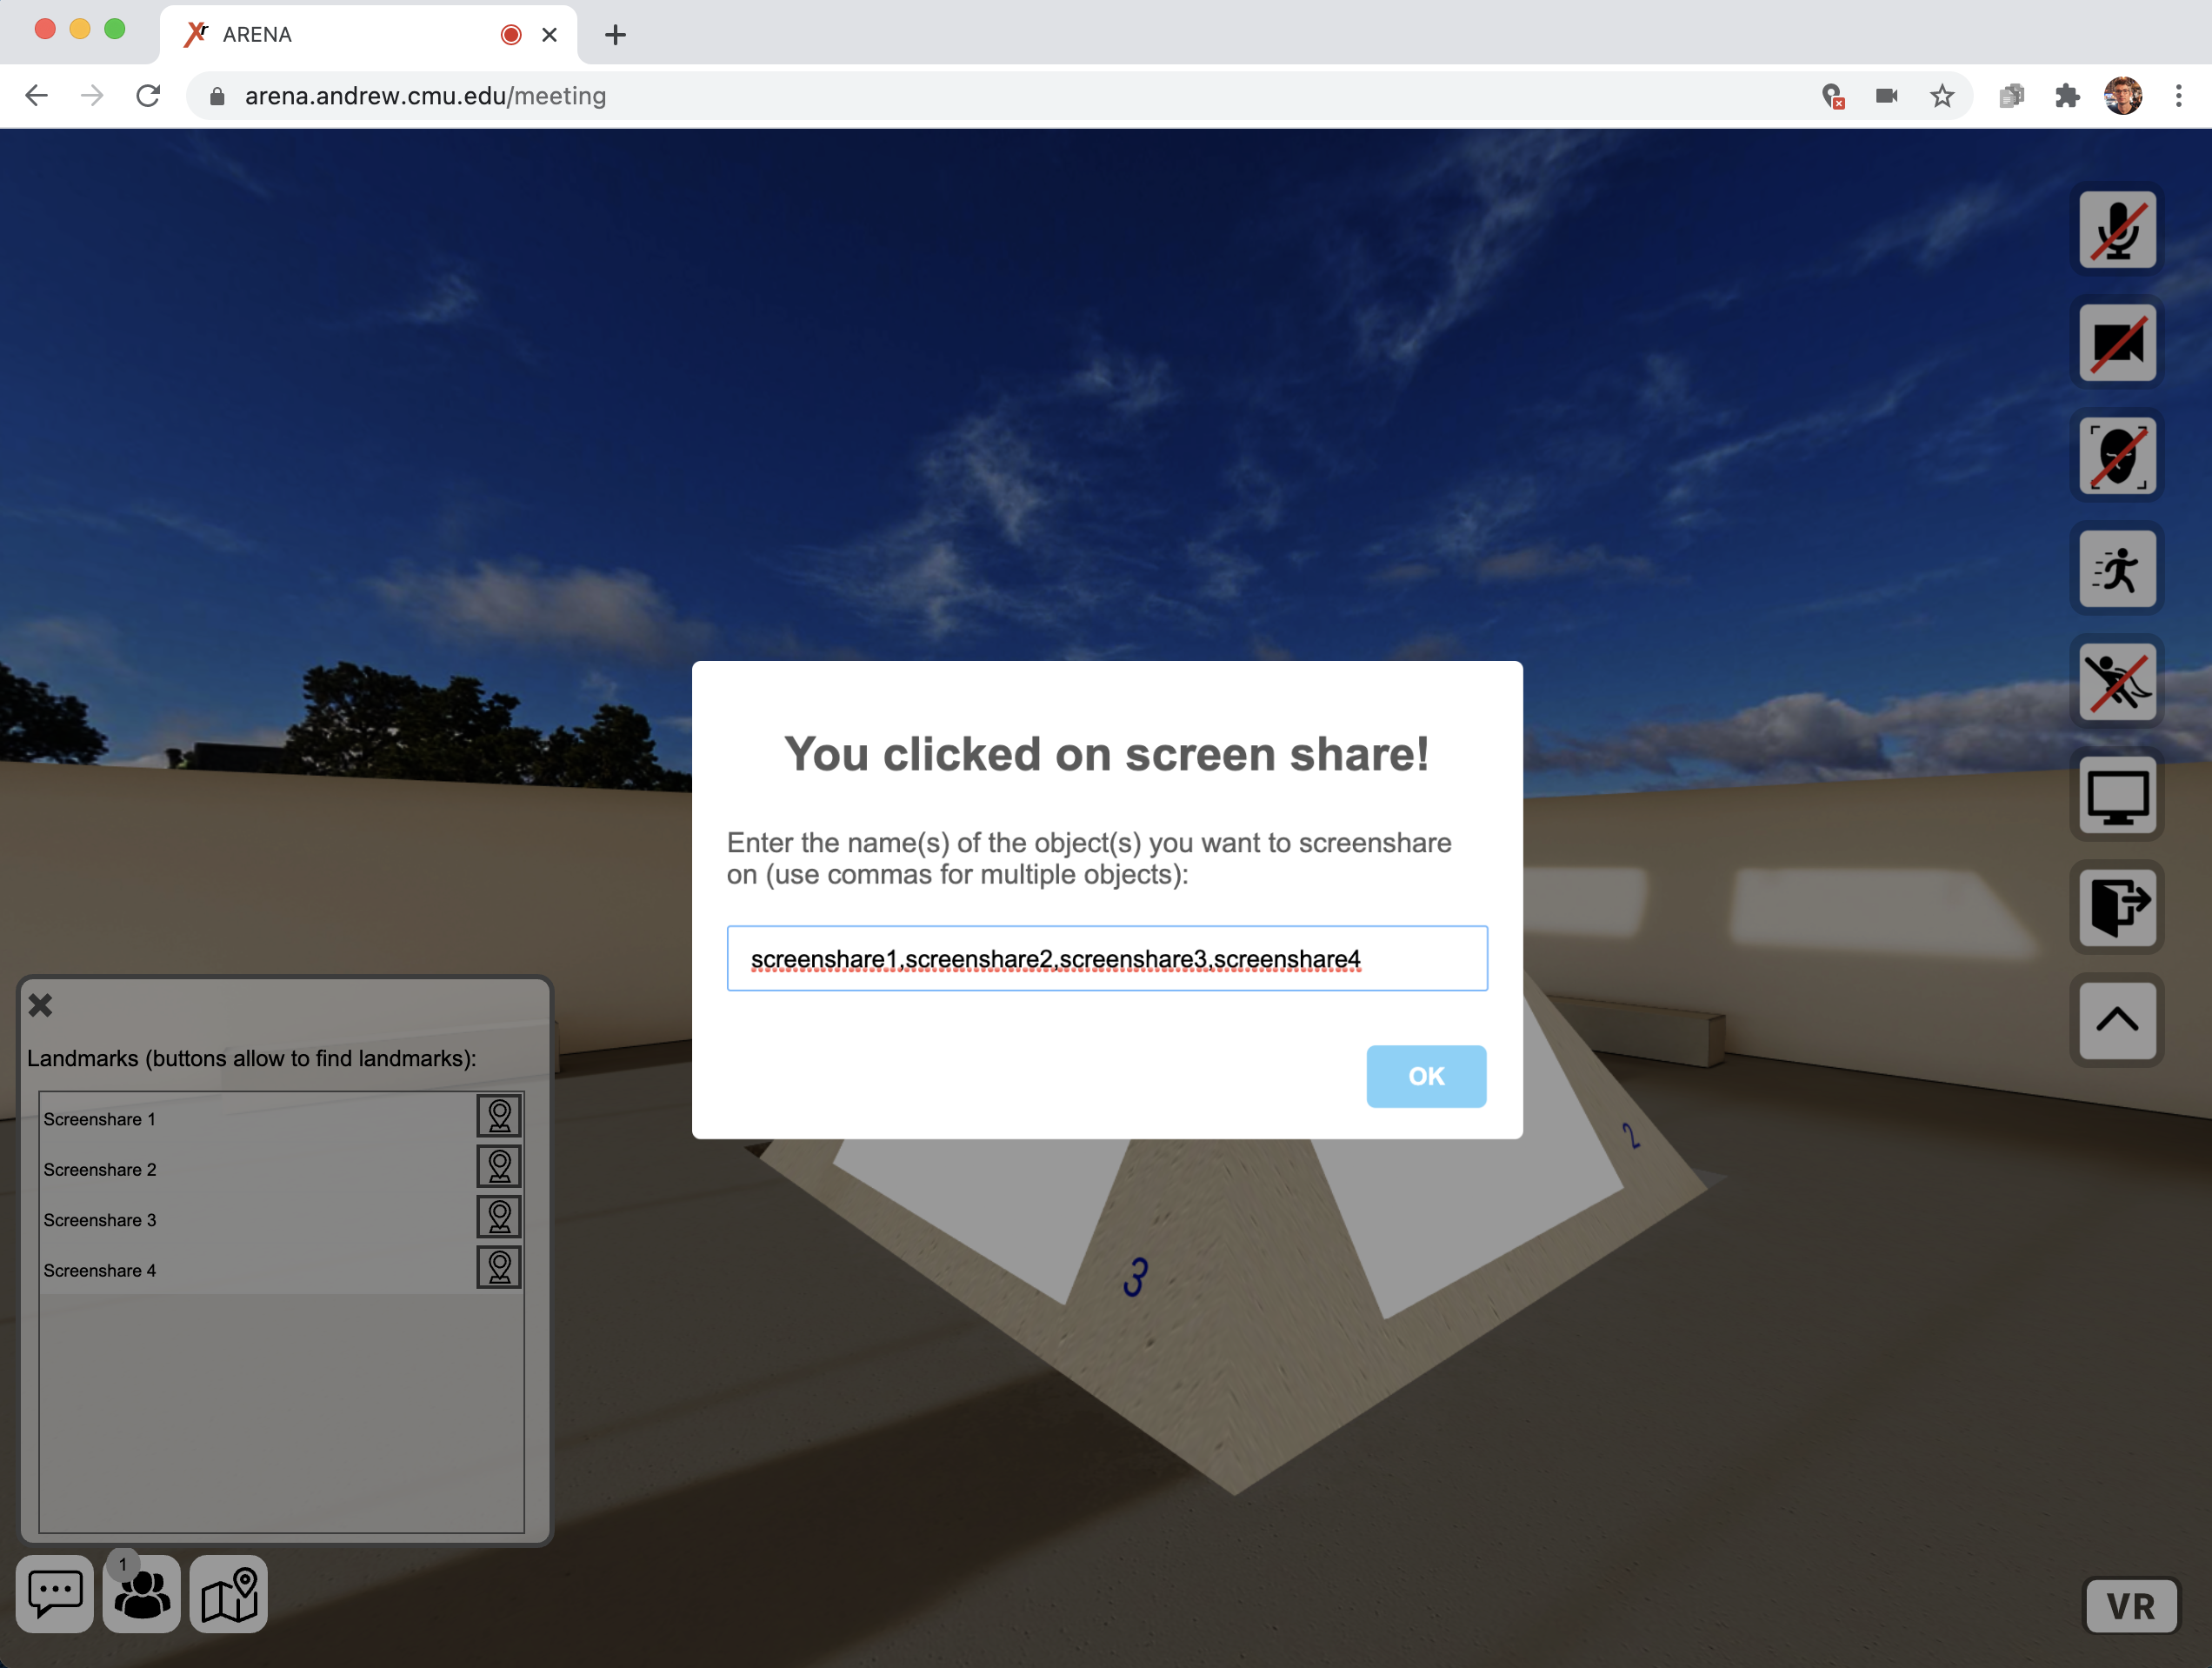 Xr ARENA
arena.andrew.cmu.edu/meeting
You clicked on screen share!
Enter the name(s) of the object(s) you want to screenshare
on (use commas for multiple objects):
screenshare1,screenshare2,screenshare3,screenshare4
OK
Landmarks (buttons allow to find landmarks):
Screenshare 1
Screenshare 2
Screenshare 3
Screenshare 4
2
3
1
VR